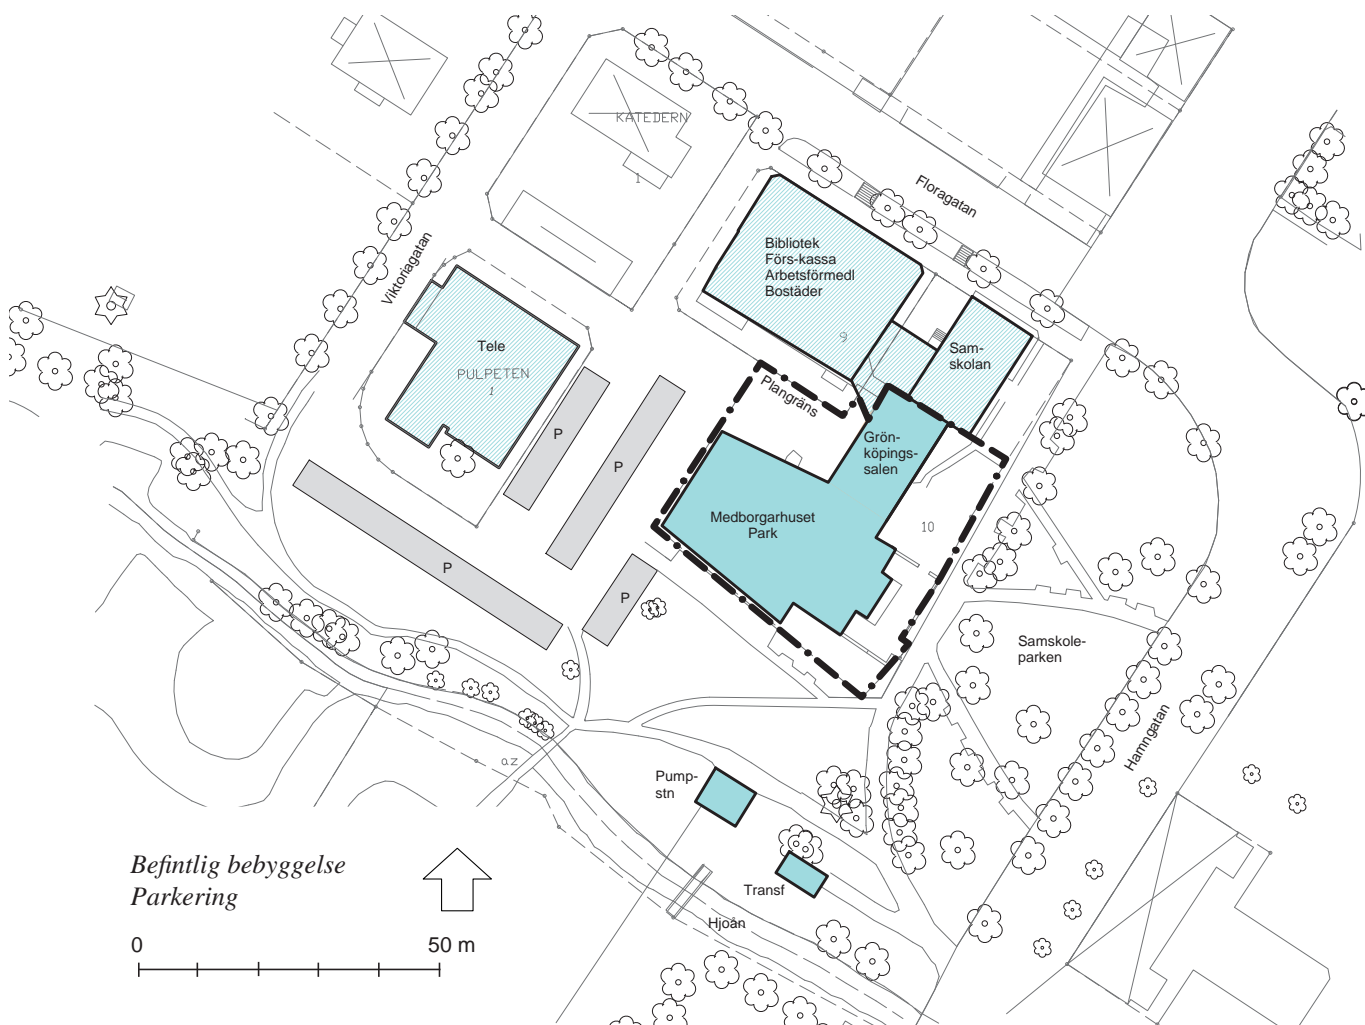 KATEDERN
1
Floragatan
Viktoriagatan
Bibliotek
Förs-kassa
Arbetsförmedl
Bostäder
9
Sam-
skolan
Tele
PULPETEN
1
Plangräns
Grön-
köpings-
salen
P
P
P
P
Medborgarhuset
Park
10
Samskole-
parken
Hamngatan
az
Pump-
stn
Transf
Hjoån
Befintlig bebyggelse
Parkering
0 50 m